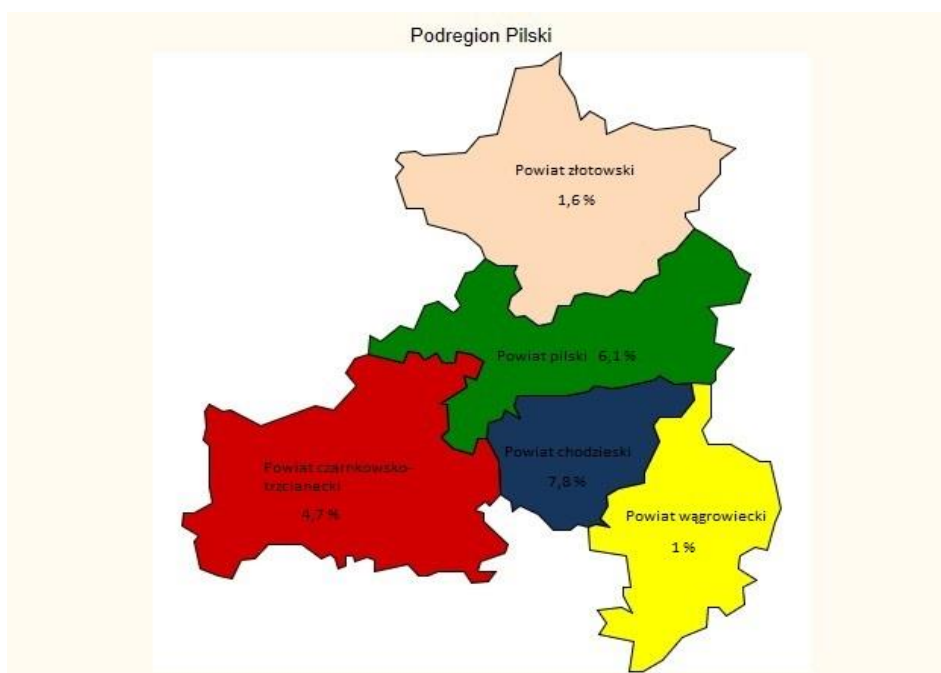 Podregion Pilski
Powiat złotowski
1,6 %
Powiat pilski 6,1 %
Powiat czarnkowsko-
trzcianecki
4,7 %
Powiat chodzieski
7,8 %
Powiat wągrowiecki
1 %